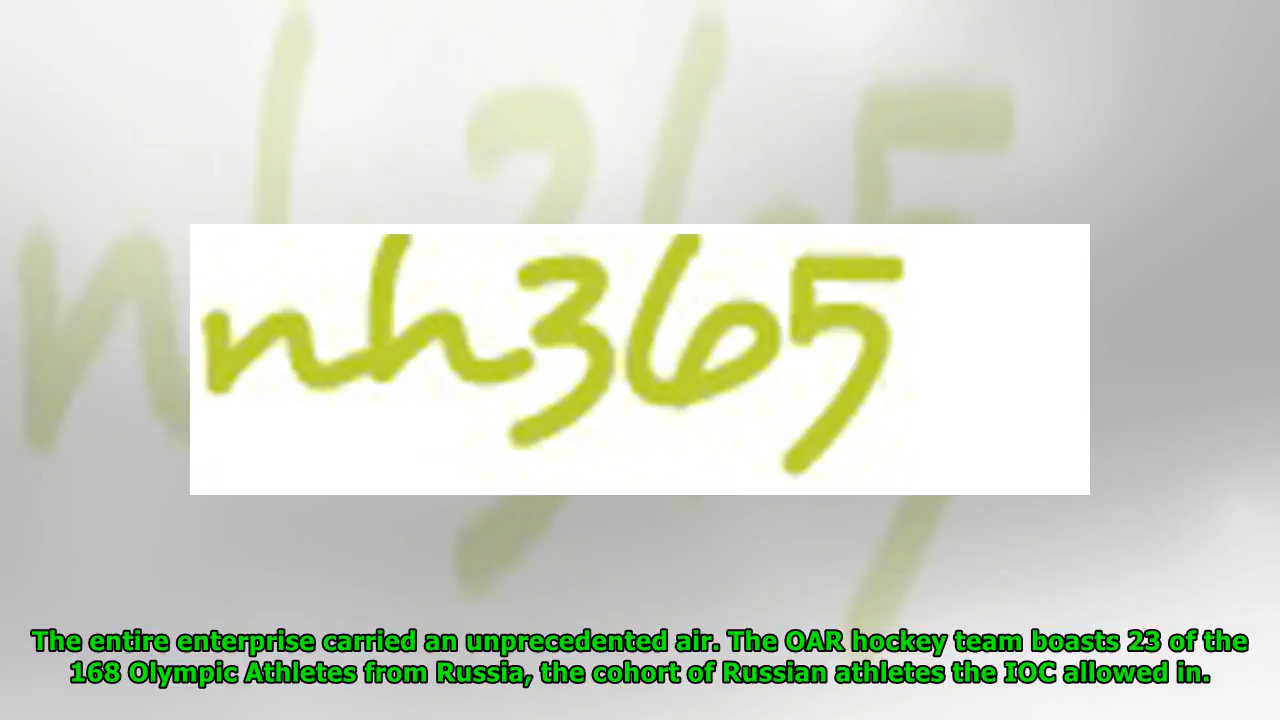 nh365
The entire enterprise carried an unprecedented air. The OAR hockey team boasts 23 of the
168 Olympic Athletes from Russia, the cohort of Russian athletes the IOC allowed in.